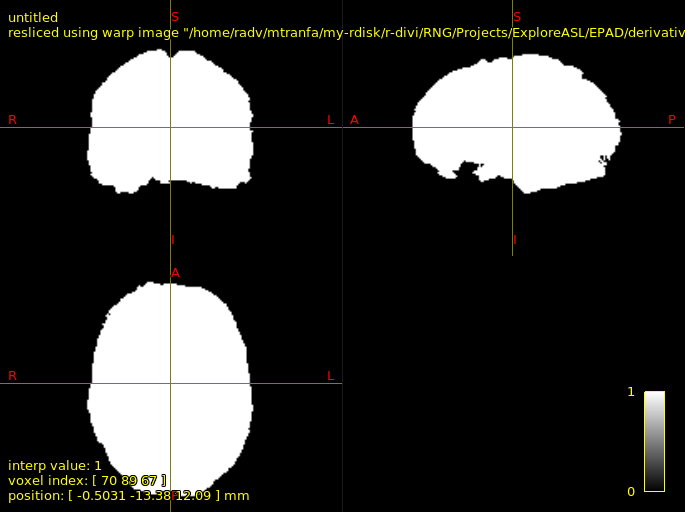 untitled
resliced using warp image "/home/radv/mtranfa/my-rdisk/r-divi/RNG/Projects/ExploreASL/EPAD/derivativ
S
S
R
L
A
P
I
I
A
R
L
1
0
interp value: 1
voxel index: [ 70 89 67 ]
position: [ -0.5031 -13.38 12.09 ] mm
P